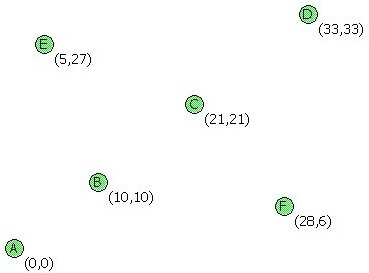 D
(33,33)
E
(5,27)
C
(21,21)
B
(10,10)
F
(28,6)
A
(0,0)